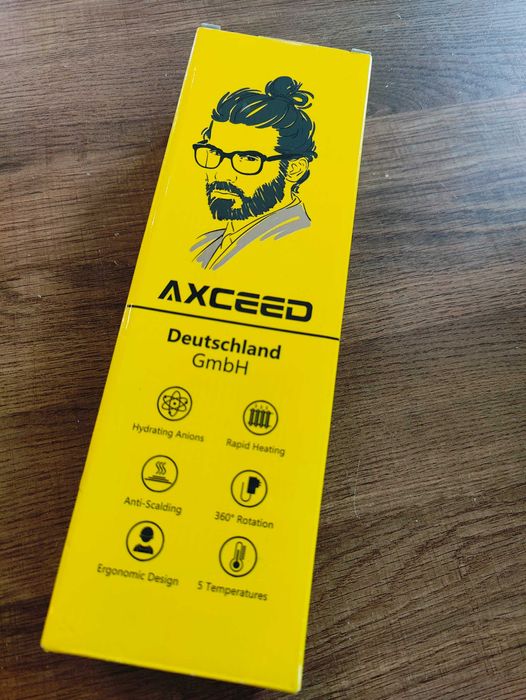 AXCEED
Deutschland
GmbH
Hydrating Anions
Rapid Heating
Anti-Scalding
360° Rotation
Ergonomic Design
5 Temperatures